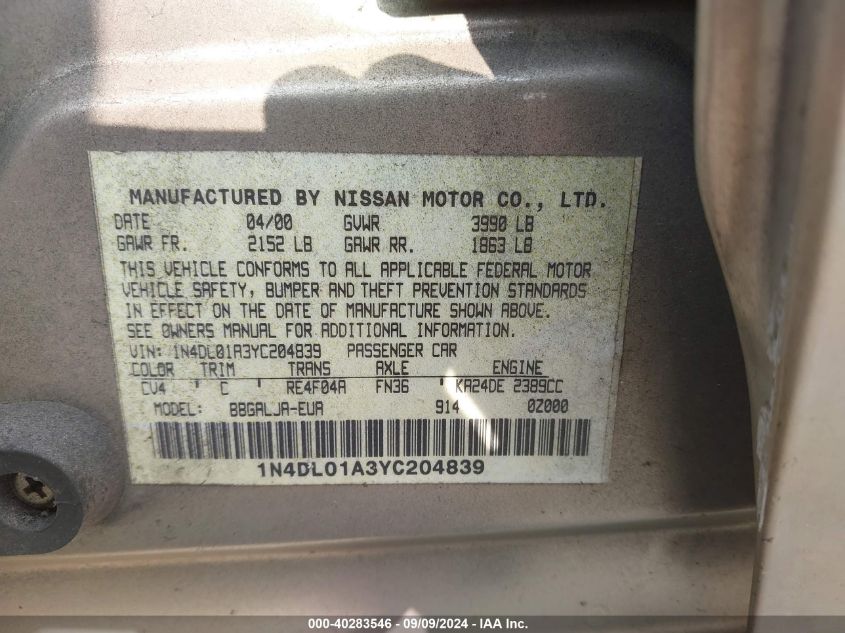 MANUFACTURED BY NISSAN MOTOR CO., LTD.
DATE 04/00 GVWR 3990 LB
GAWR FR. 2152 LB GAWR RR. 1863 LB
THIS VEHICLE CONFORMS TO ALL APPLICABLE FEDERAL MOTOR
VEHICLE SAFETY, BUMPER AND THEFT PREVENTION STANDARDS
IN EFFECT ON THE DATE OF MANUFACTURE SHOWN ABOVE.
SEE OWNERS MANUAL FOR ADDITIONAL INFORMATION.
VIN: 1N4DL01A3YC204839 PASSENGER CAR
COLOR TRIM TRANS AXLE ENGINE
CV4 ' C ' RE4F04A FN36 ' KA24DE 2389CC
MODEL: BBGALJA-EUA 914 0Z000
1N4DL01A3YC204839
000-40283546 - 09/09/2024 - IAA Inc.